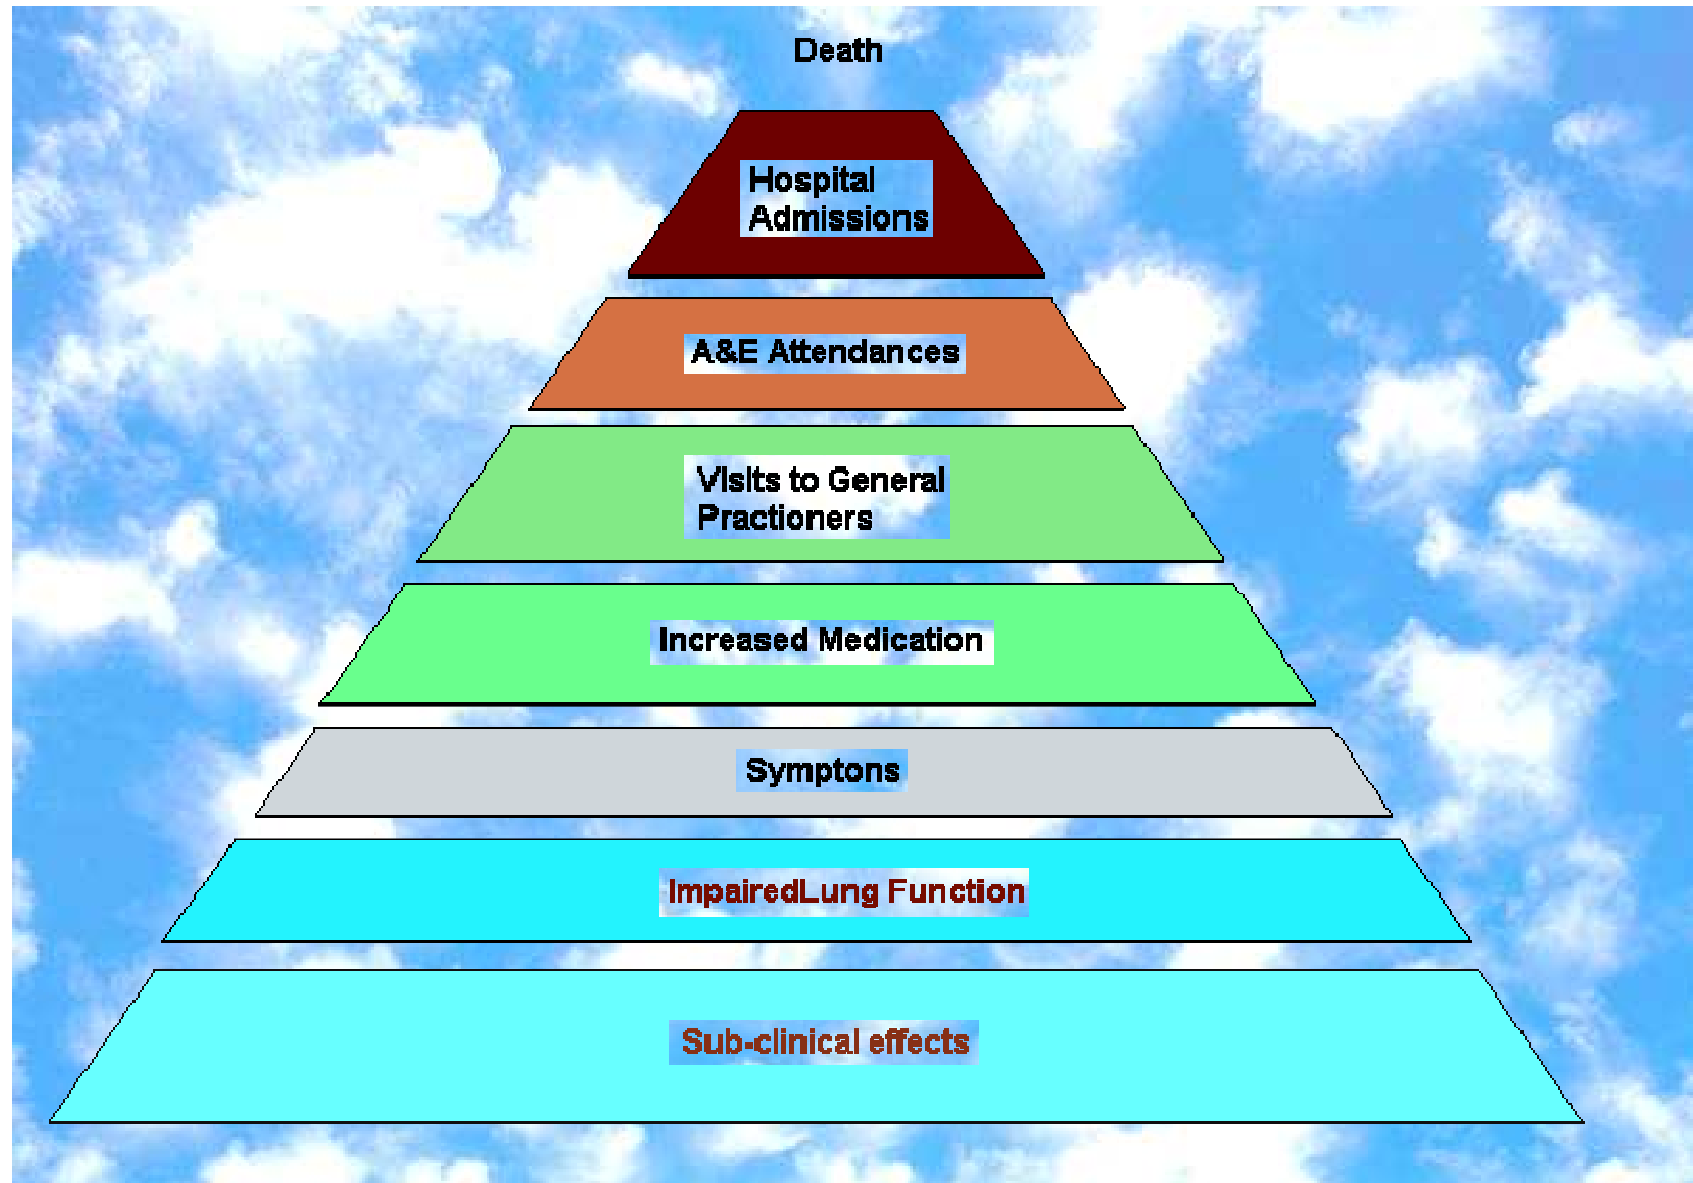 Death
Hospital
Admissions
A&E Attendances
Visits to General
Practioners
Increased Medication
Symptons
ImpairedLung Function
Sub-clinical effects